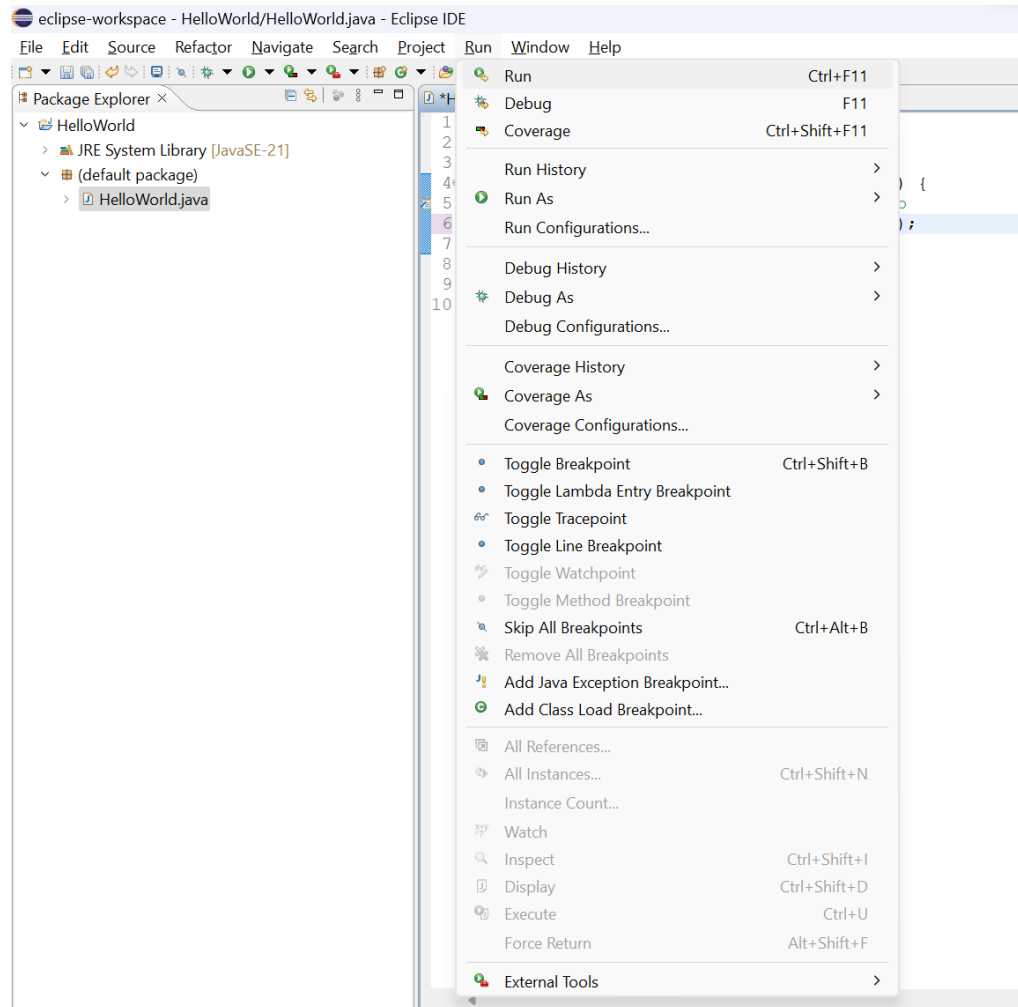 eclipse-workspace - HelloWorld/HelloWorld.java - Eclipse IDE
File Edit Source Refactor Navigate Search Project Run Window Help
Package Explorer
HelloWorld
JRE System Library [JavaSE-21]
(default package)
HelloWorld.java
*H
1
2
3
4 ) {
5
6 );
7
8
9
10
Run Ctrl+F11
Debug F11
Coverage Ctrl+Shift+F11
Run History
Run As
Run Configurations...
Debug History
Debug As
Debug Configurations...
Coverage History
Coverage As
Coverage Configurations...
Toggle Breakpoint Ctrl+Shift+B
Toggle Lambda Entry Breakpoint
Toggle Tracepoint
Toggle Line Breakpoint
Toggle Watchpoint
Toggle Method Breakpoint
Skip All Breakpoints Ctrl+Alt+B
Remove All Breakpoints
Add Java Exception Breakpoint...
Add Class Load Breakpoint...
All References...
All Instances... Ctrl+Shift+N
Instance Count...
Watch
Inspect Ctrl+Shift+I
Display Ctrl+Shift+D
Execute Ctrl+U
Force Return Alt+Shift+F
External Tools